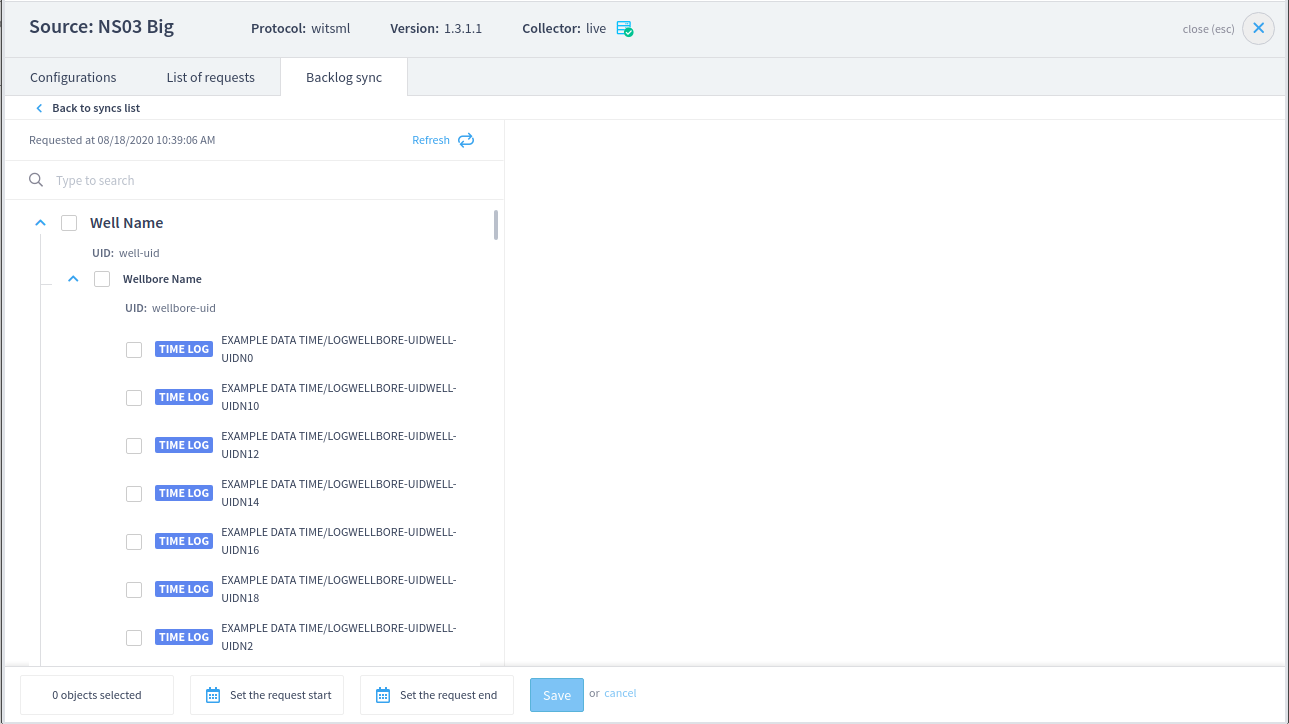 Source: NS03 Big Protocol: witsml Version: 1.3.1.1 Collector: live close (esc)
Configurations List of requests Backlog sync
Back to syncs list
Requested at 08/18/2020 10:39:06 AM Refresh
Type to search
Well Name
UID: well-uid
Wellbore Name
UID: wellbore-uid
TIME LOG EXAMPLE DATA TIME/LOGWELLBORE-UIDWELL-
UIDN0
TIME LOG EXAMPLE DATA TIME/LOGWELLBORE-UIDWELL-
UIDN10
TIME LOG EXAMPLE DATA TIME/LOGWELLBORE-UIDWELL-
UIDN12
TIME LOG EXAMPLE DATA TIME/LOGWELLBORE-UIDWELL-
UIDN14
TIME LOG EXAMPLE DATA TIME/LOGWELLBORE-UIDWELL-
UIDN16
TIME LOG EXAMPLE DATA TIME/LOGWELLBORE-UIDWELL-
UIDN18
TIME LOG EXAMPLE DATA TIME/LOGWELLBORE-UIDWELL-
UIDN2
0 objects selected Set the request start Set the request end Save or cancel